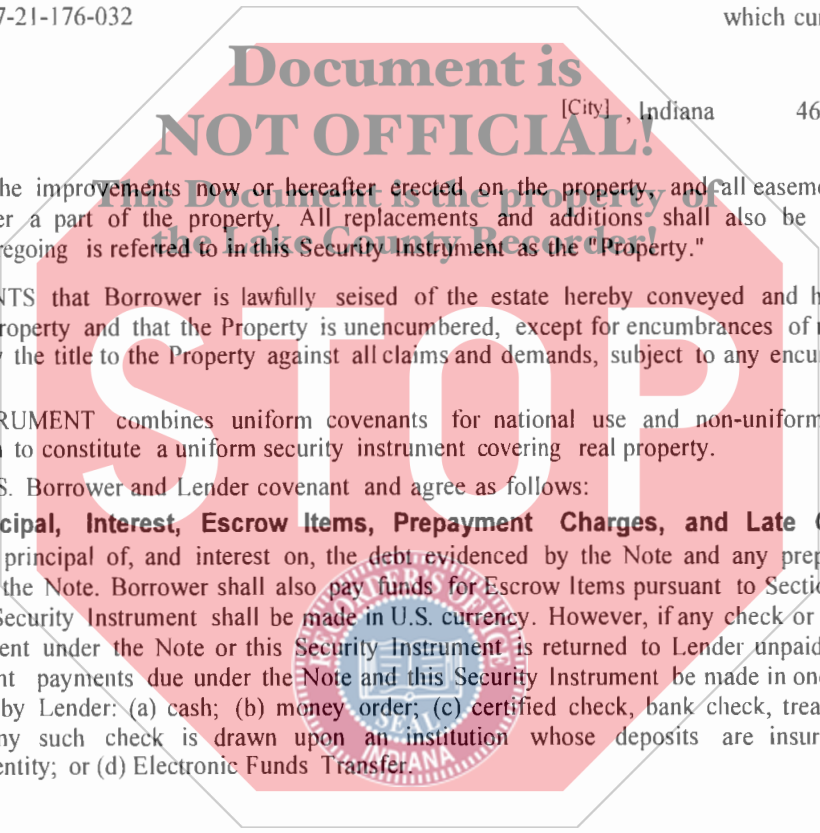 7-21-176-032 which cu
Document is
[City] , Indiana 46
NOT OFFICIAL!
he improvements now or hereafter erected on the property, and all easem
This Document is the property of
er a part of the property. All replacements and additions shall also be
the Lake County Recorder!
regoing is referred to in this Security Instrument as the "Property."
NTS that Borrower is lawfully seised of the estate hereby conveyed and h
roperty and that the Property is unencumbered, except for encumbrances of
y the title to the Property against all claims and demands, subject to any encu
STOP
RUMENT combines uniform covenants for national use and non-uniform
to constitute a uniform security instrument covering real property.
S. Borrower and Lender covenant and agree as follows:
cipal, Interest, Escrow Items, Prepayment Charges, and Late
principal of, and interest on, the debt evidenced by the Note and any prep
the Note. Borrower shall also pay funds for Escrow Items pursuant to Secti
Security Instrument shall be made in U.S. currency. However, if any check or
ent under the Note or this Security Instrument is returned to Lender unpaid
nt payments due under the Note and this Security Instrument be made in on
by Lender: (a) cash; (b) money order; (c) certified check, bank check, trea
ny such check is drawn upon an institution whose deposits are insur
entity; or (d) Electronic Funds Transfer.
RECORDER'S OFFICE
SEAL
INDIANA